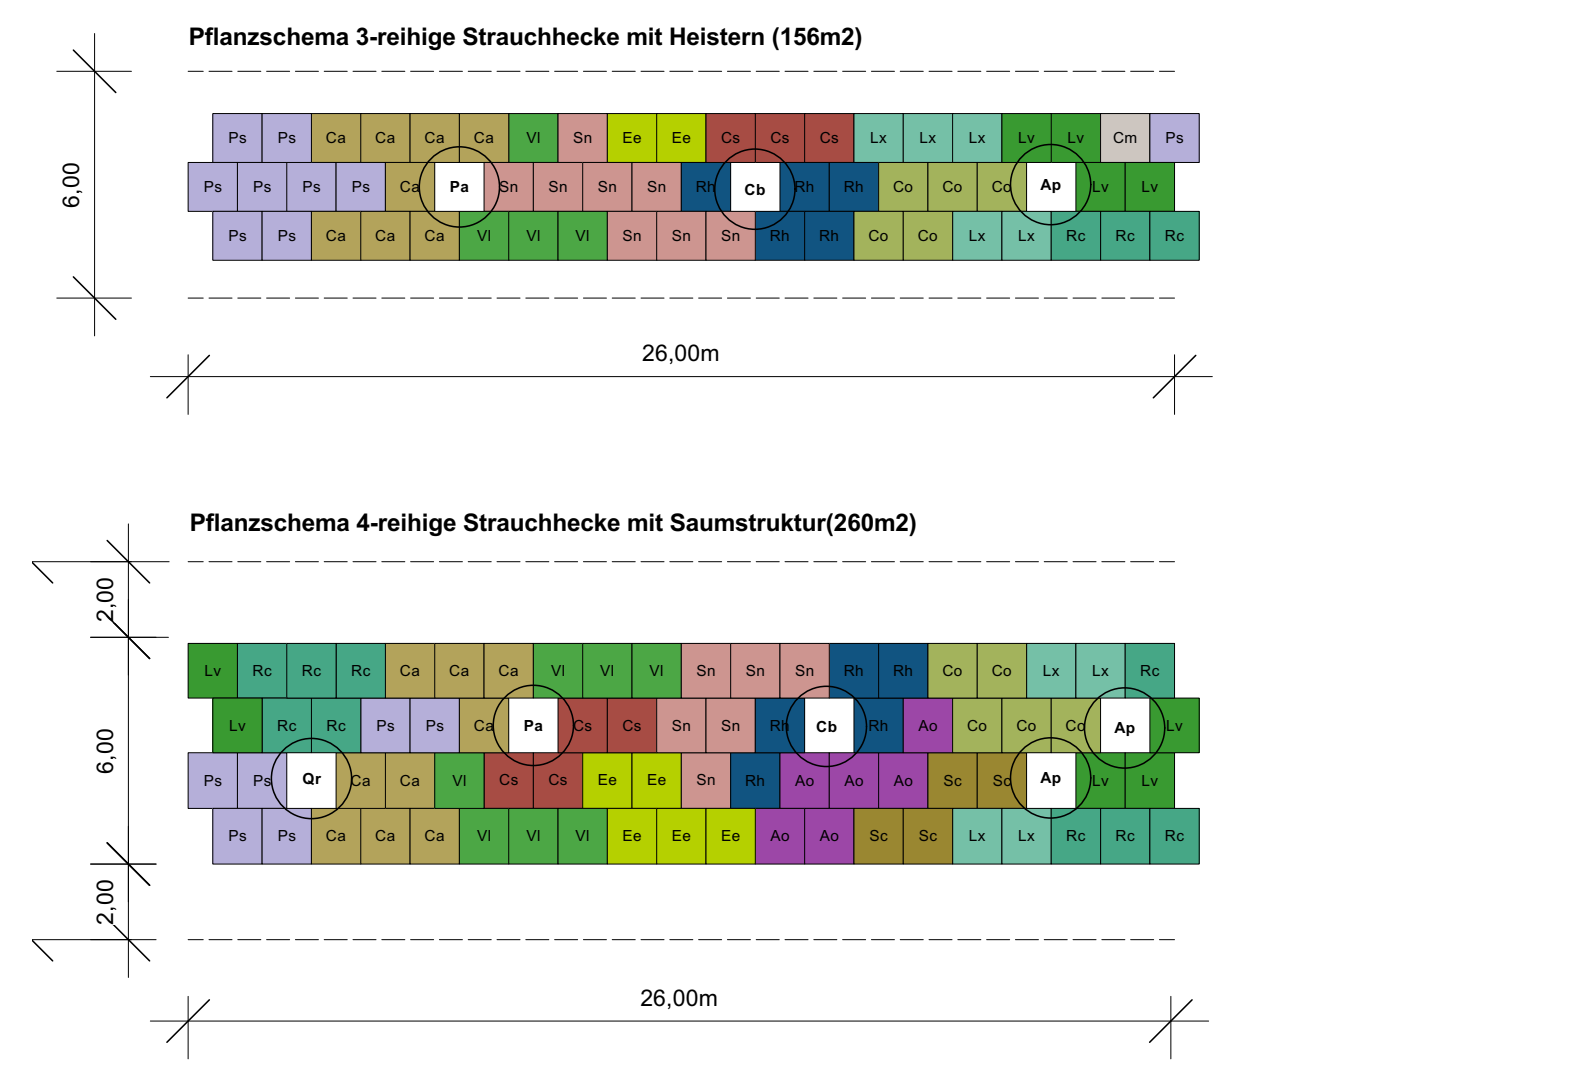 Pflanzschema 3-reihige Strauchhecke mit Heistern (156m2)
6,00
Ps Ps Ca Ca Ca Ca Vl Sn Ee Ee Cs Cs Cs Lx Lx Lx Lv Lv Cm Ps
Ps Ps Ps Ps Ca Pa Sn Sn Sn Sn Rh Cb Rh Rh Co Co Co Ap Lv Lv
Ps Ps Ca Ca Ca Vl Vl Vl Sn Sn Sn Rh Rh Co Co Lx Lx Rc Rc Rc
26,00m
Pflanzschema 4-reihige Strauchhecke mit Saumstruktur(260m2)
2,00
6,00
2,00
Lv Rc Rc Rc Ca Ca Ca Vl Vl Vl Sn Sn Sn Rh Rh Co Co Lx Lx Rc
Lv Rc Rc Ps Ps Ca Pa Cs Cs Sn Sn Rh Cb Rh Ao Co Co Co Ap Lv
Ps Ps Qr Ca Ca Vl Cs Cs Ee Ee Sn Rh Ao Ao Ao Sc Sc Ap Lv Lv
Ps Ps Ca Ca Ca Vl Vl Vl Ee Ee Ee Ao Ao Sc Sc Lx Lx Rc Rc Rc
26,00m